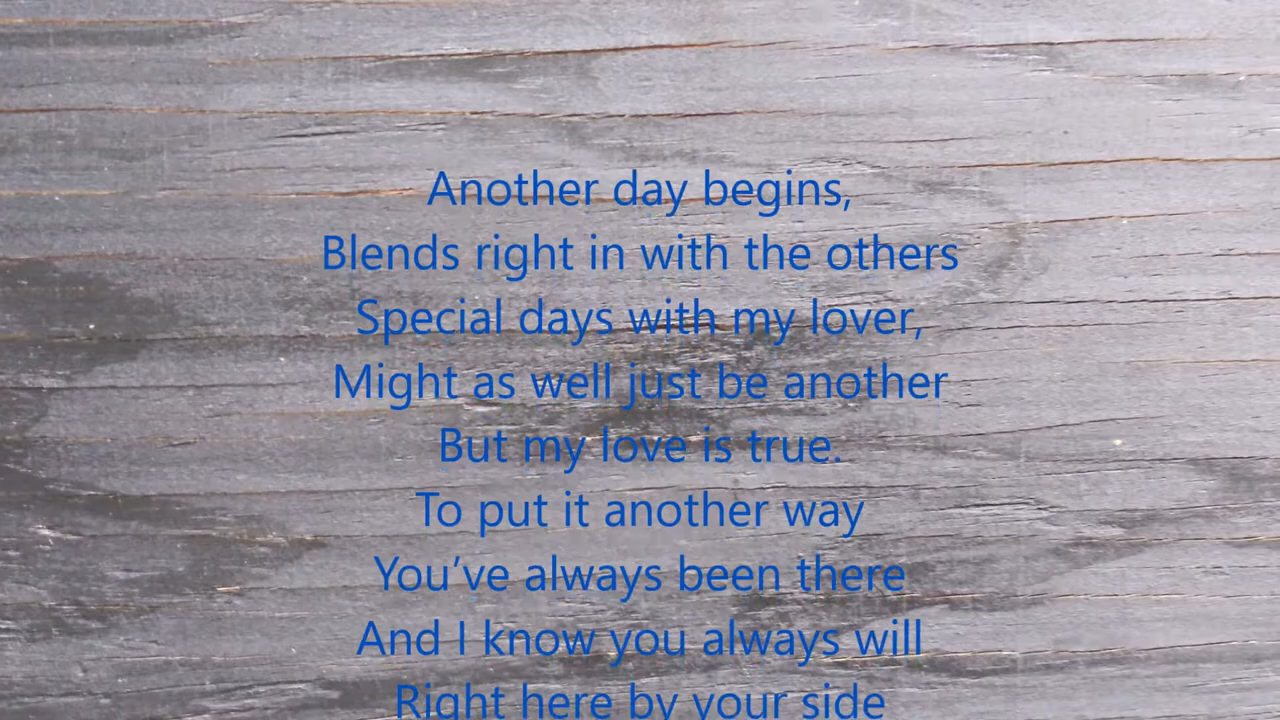 Another day begins,
Blends right in with the others
Special days with my lover,
Might as well just be another
But my love is true.
To put it another way
You’ve always been there
And I know you always will
Right here by your side